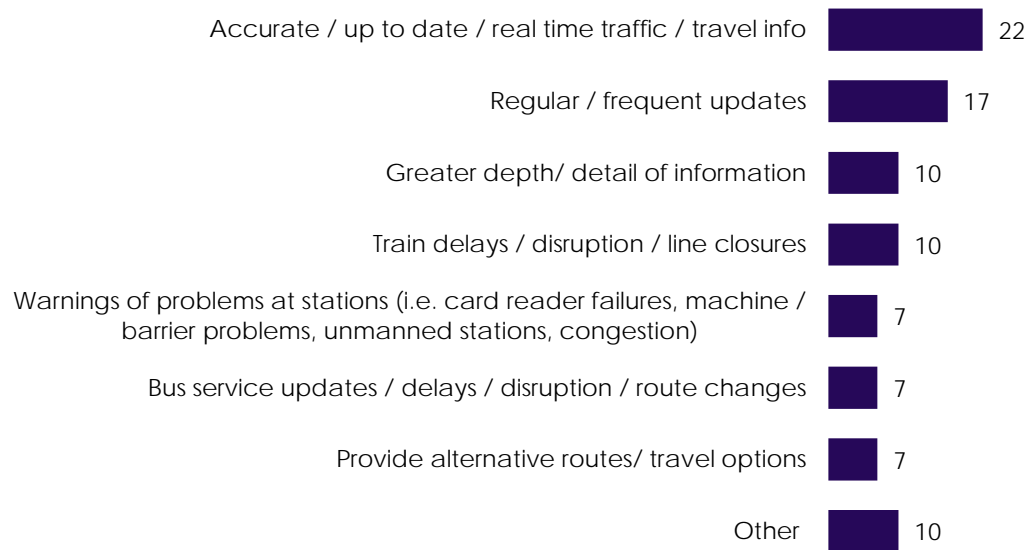 Accurate / up to date / real time traffic / travel info 22
Regular / frequent updates 17
Greater depth/ detail of information 10
Train delays / disruption / line closures 10
Warnings of problems at stations (i.e. card reader failures, machine /
barrier problems, unmanned stations, congestion) 7
Bus service updates / delays / disruption / route changes 7
Provide alternative routes/ travel options 7
Other 10